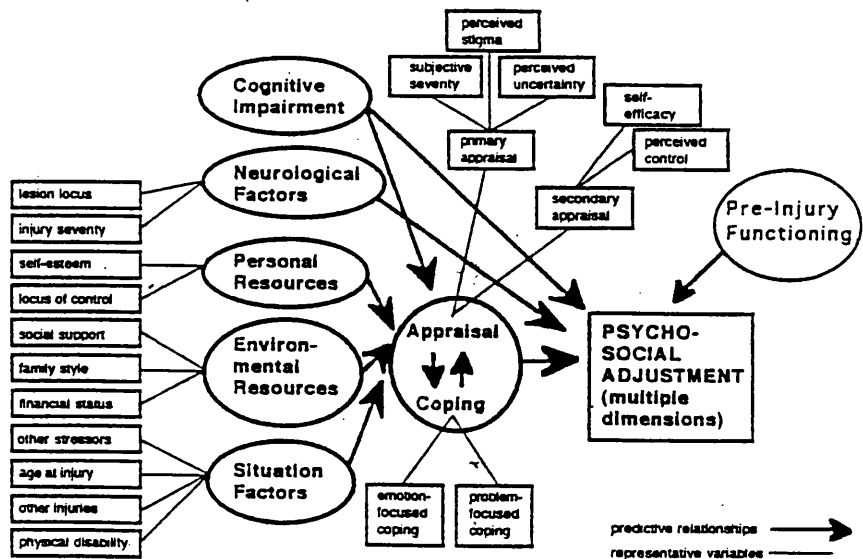 perceived
stigma
subjective
severity
perceived
uncertainty
Cognitive
Impairment
self-
efficacy
primary
appraisal
perceived
control
Neurological
Factors
lesion locus
injury severity
secondary
appraisal
Pre-Injury
Functioning
self-esteem
locus of control
Personal
Resources
social support
family style
financial status
Environ-
mental
Resources
Appraisal
Coping
PSYCHO-
SOCIAL
ADJUSTMENT
(multiple
dimensions)
other stressors
age at injury
other injuries
physical disability
Situation
Factors
emotion-
focused
coping
problem-
focused
coping
predictive relationships
representative variables